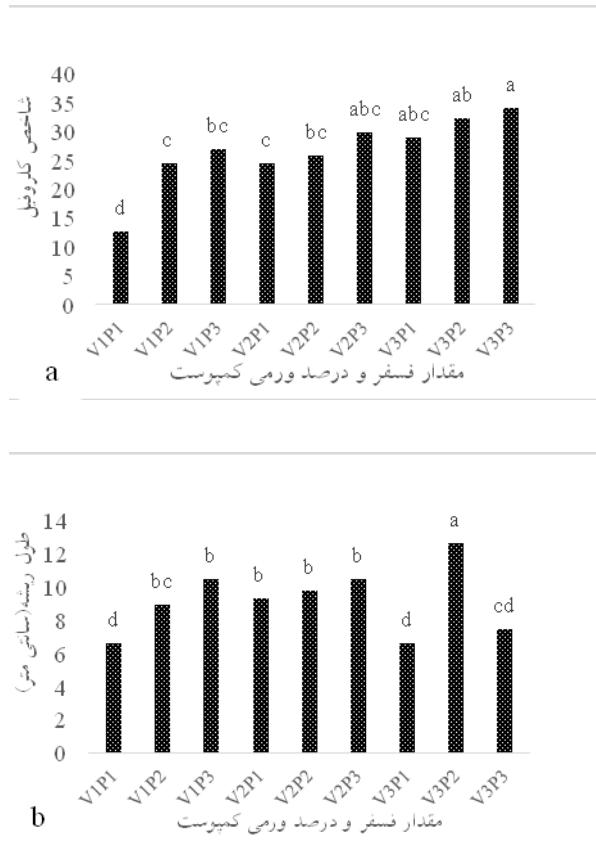 شاخص کلروفیل
40
35
30
25
20
15
10
5
0
d
c
bc
c
bc
abc
abc
ab
a
V1P1
V1P2
V1P3
V2P1
V2P2
V2P3
V3P1
V3P2
V3P3
مقدار فسفر و درصد ورمی کمپوست
a
طول ریشه(سانتی متر)
14
12
10
8
6
4
2
0
d
bc
b
b
b
b
d
a
cd
V1P1
V1P2
V1P3
V2P1
V2P2
V2P3
V3P1
V3P2
V3P3
مقدار فسفر و درصد ورمی کمپوست
b